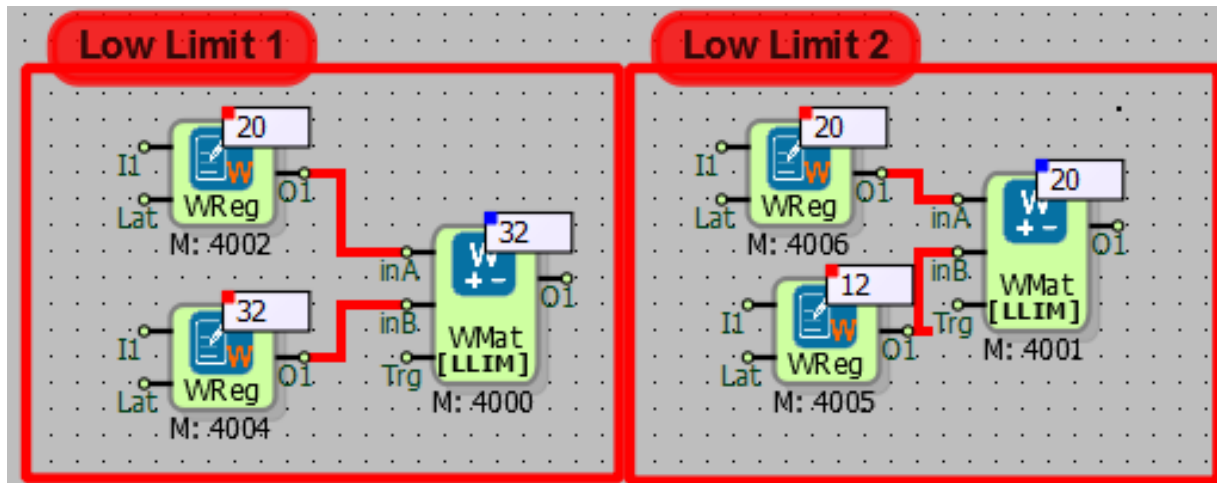 Low Limit 1
20
I1
W
O1
Lat
WReg
M: 4002
32
W
inA
+ -
O1
32
inB
I1
W
O1
WMat
Trg
[LLIM]
Lat
WReg
M: 4000
M: 4004
Low Limit 2
20
I1
W
O1
20
Lat
WReg
inA
W
+ -
M: 4006
O1
inB
12
WMat
I1
W
O1
Trg
[LLIM]
Lat
WReg
M: 4001
M: 4005